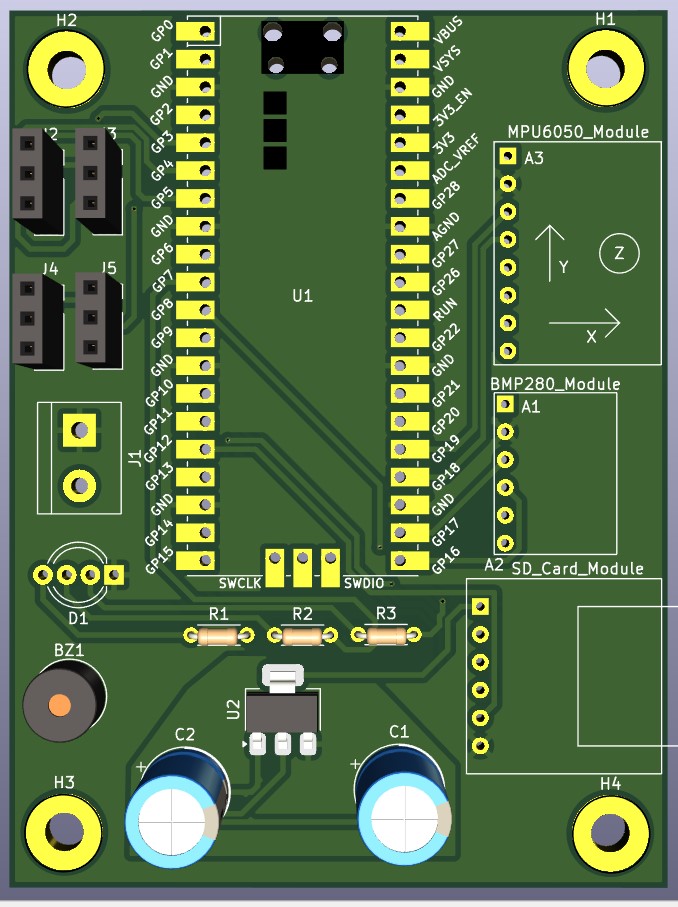 H2
H1
GP0
GP1
GND
GP2
GP3
GP4
GP5
GND
GP6
GP7
GP8
GP9
GND
GP10
GP11
GP12
GP13
GND
GP14
GP15
VBUS
VSYS
GND
3V3_EN
3V3
ADC_VREF
GP28
AGND
GP27
GP26
RUN
GP22
GND
GP21
GP20
GP19
GP18
GND
GP17
GP16
U1
SWCLK
SWDIO
J4
J5
J1
MPU6050_Module
A3
Z
Y
X
BMP280_Module
A1
A2
SD_Card_Module
D1
R1
R2
R3
BZ1
U2
C2
+
C1
+
H3
H4